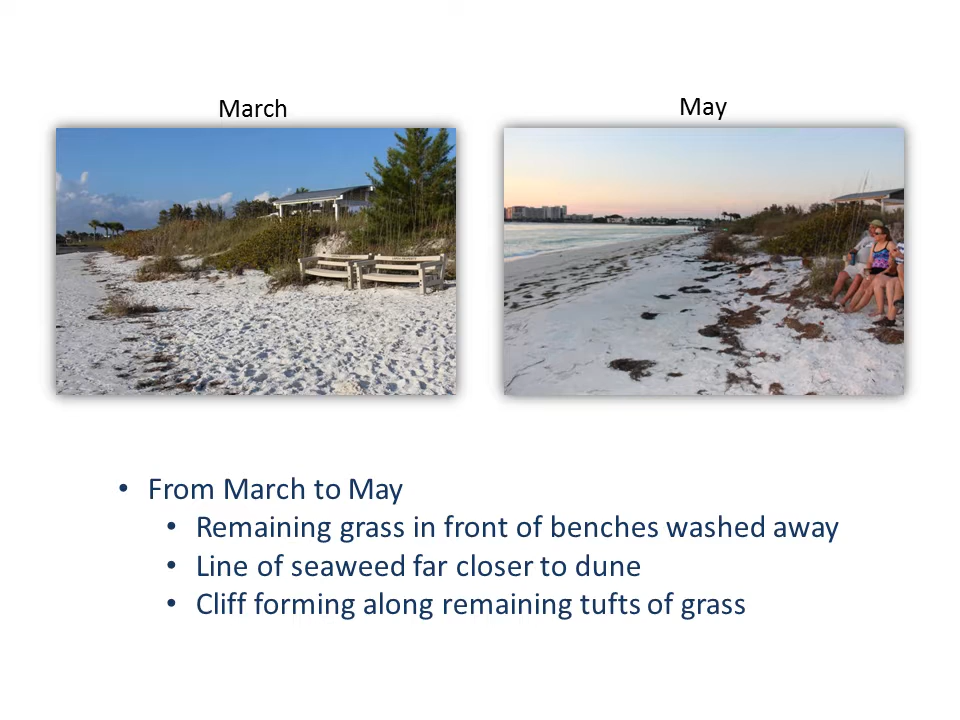 March
May
• From March to May
• Remaining grass in front of benches washed away
• Line of seaweed far closer to dune
• Cliff forming along remaining tufts of grass